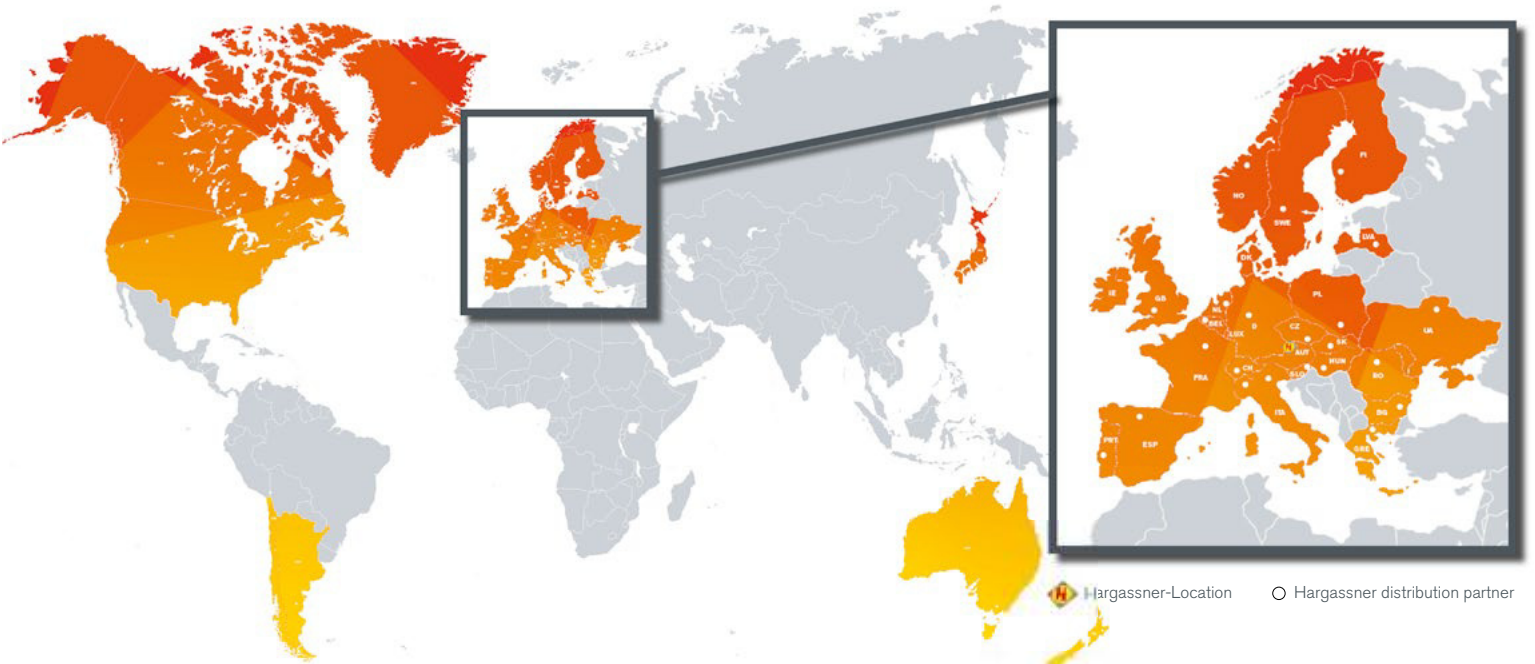 FI
NO
SWE
LVA
DK
IE
GB
NL
BEL
PL
LUX
D
CZ
UA
SK
AUT
HUN
CH
SLO
FRA
RO
ITA
BG
PRT
ESP
GRE
Hargassner-Location
Hargassner distribution partner